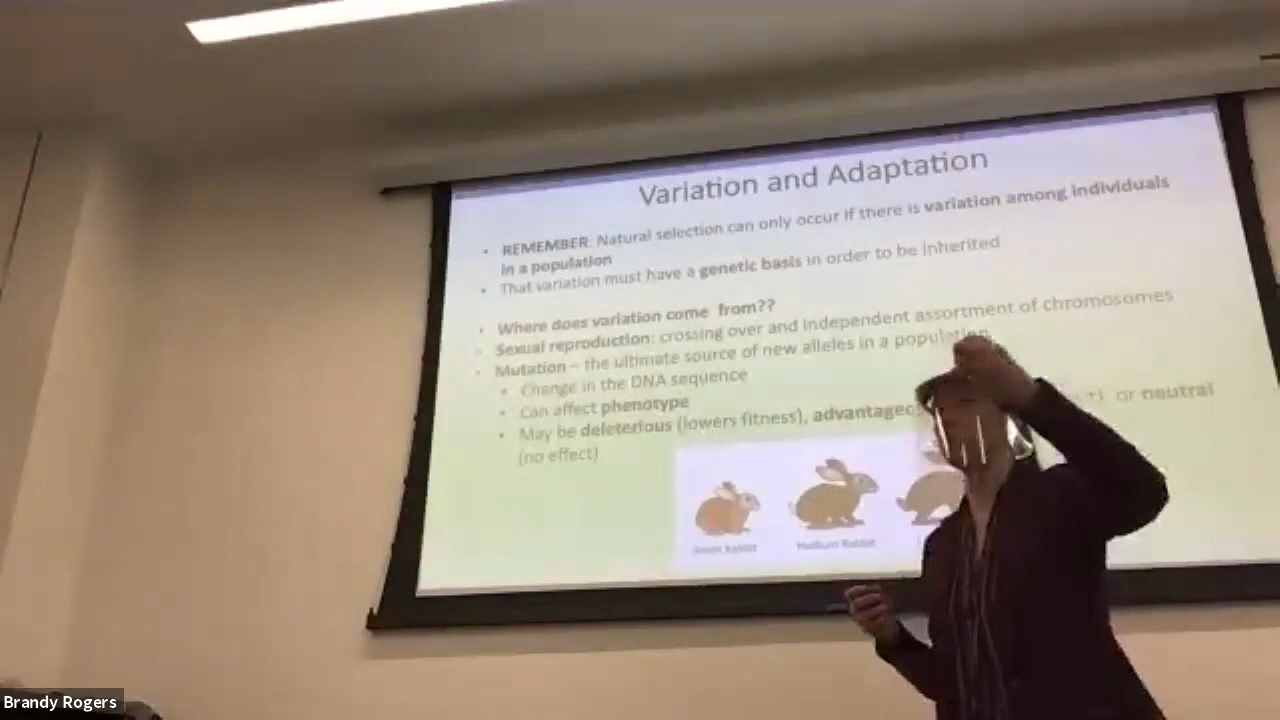 Variation and Adaptation
• REMEMBER: Natural selection can only occur if there is variation among individuals
in a population
• That variation must have a genetic basis in order to be inherited
• Where does variation come from??
• Sexual reproduction: crossing over and independent assortment of chromosomes
• Mutation – the ultimate source of new alleles in a population
• Change in the DNA sequence
• Can affect phenotype
• May be deleterious (lowers fitness), or neutral
(no effect)
Small Rabbit Medium Rabbit
Brandy Rogers